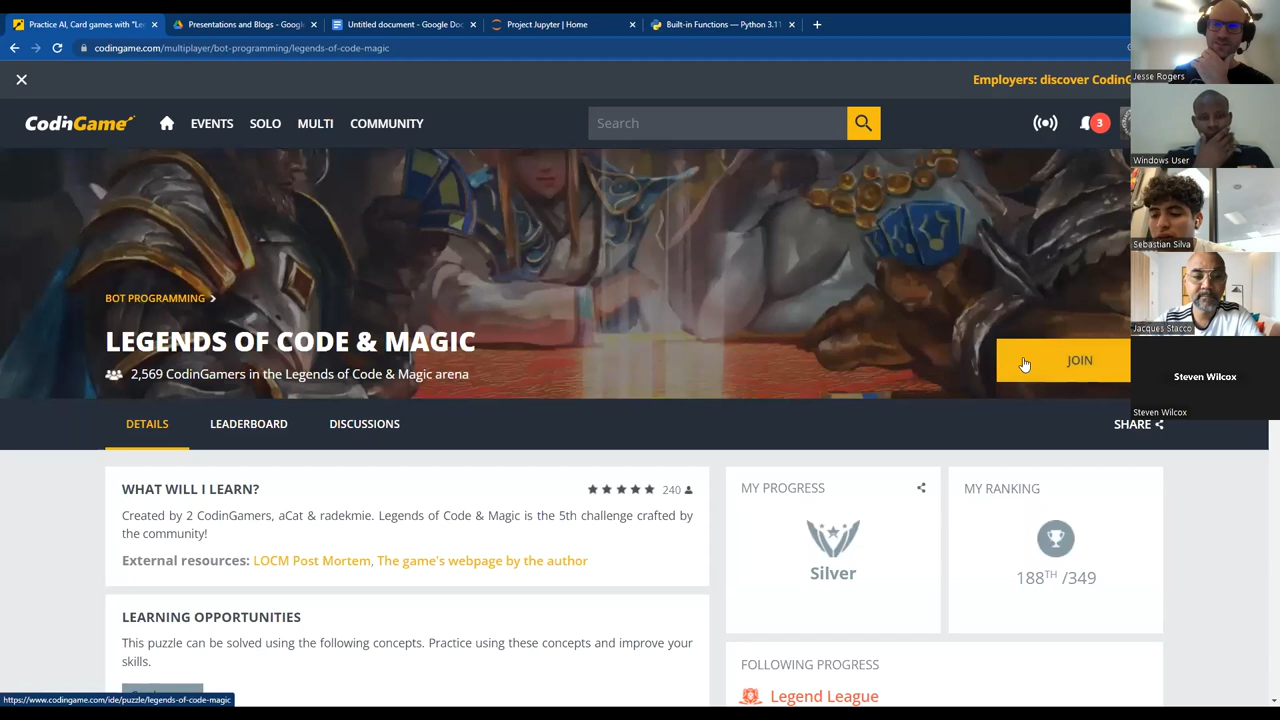 Practice AI, Card games with "Le
Presentations and Blogs - Google
Untitled document - Google Doc
Project Jupyter | Home
Built-in Functions — Python 3.11
codingame.com/multiplayer/bot-programming/legends-of-code-magic
Jesse Rogers
Employers: discover CodinG
CODINGAME
EVENTS
SOLO
MULTI
COMMUNITY
Search
3
Windows User
Sebastian Silva
BOT PROGRAMMING >
LEGENDS OF CODE & MAGIC
2,569 CodinGamers in the Legends of Code & Magic arena
JOIN
Jacques Stacco
Steven Wilcox
Steven Wilcox
DETAILS
LEADERBOARD
DISCUSSIONS
SHARE
WHAT WILL I LEARN?
240
Created by 2 CodinGamers, aCat & radekmie. Legends of Code & Magic is the 5th challenge crafted by
the community!
External resources: LOCM Post Mortem, The game's webpage by the author
MY PROGRESS
Silver
MY RANKING
188TH /349
LEARNING OPPORTUNITIES
This puzzle can be solved using the following concepts. Practice using these concepts and improve your
skills.
FOLLOWING PROGRESS
Legend League
https://www.codingame.com/ide/puzzle/legends-of-code-magic